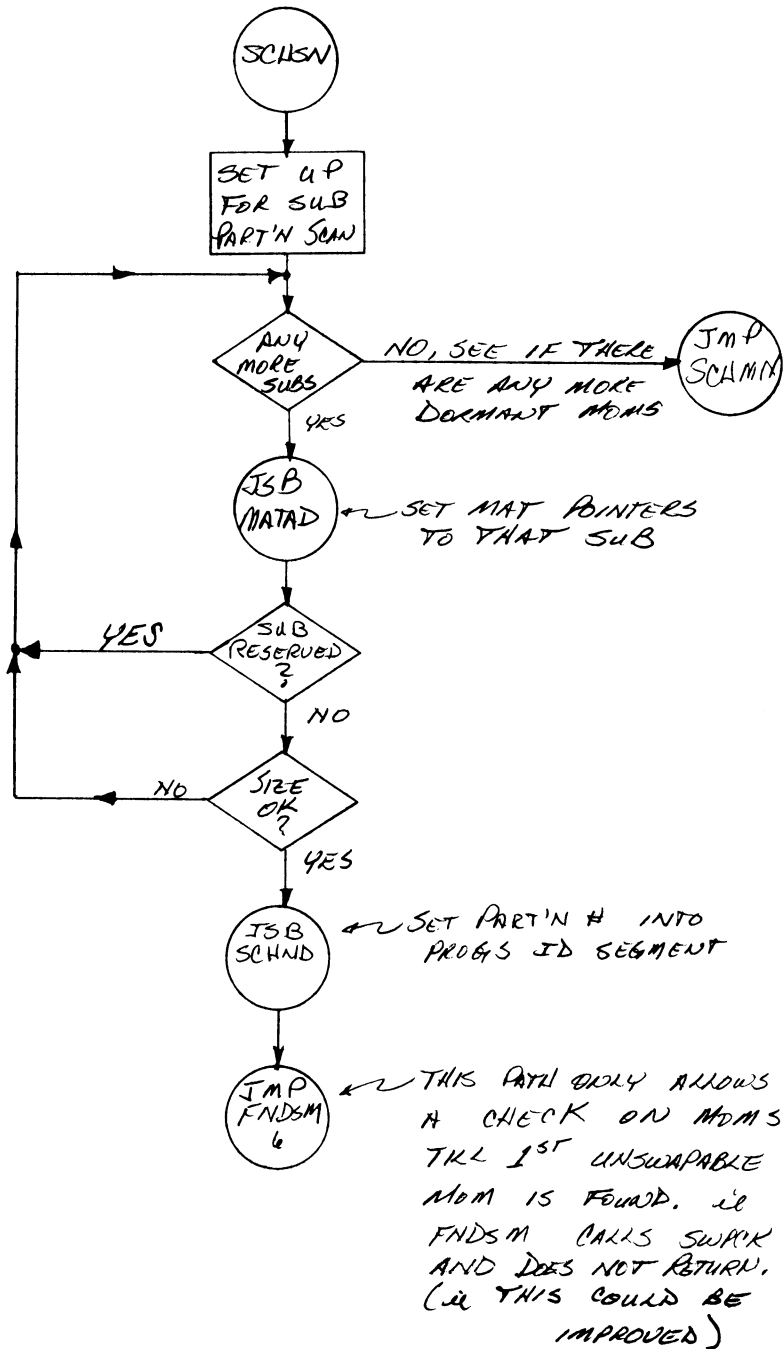 SCHSN
SET UP
FOR SUB
PART'N SCAN
ANY
MORE
SUBS
NO, SEE IF THERE
ARE ANY MORE
DORMANT MOMS
JMP
SCHMN
YES
JSB
MATAD
SET MAT POINTERS
TO THAT SUB
SUB
RESERVED
?
YES
NO
SIZE
OK
?
NO
YES
JSB
SCHND
SET PART'N # INTO
PROGS ID SEGMENT
JMP
FNDSM
6
THIS PATH ONLY ALLOWS
A CHECK ON MOMS
TILL 1ST UNSWAPABLE
MOM IS FOUND. ie
FNDSM CALLS SWPCK
AND DOES NOT RETURN.
(ie THIS COULD BE
IMPROVED)